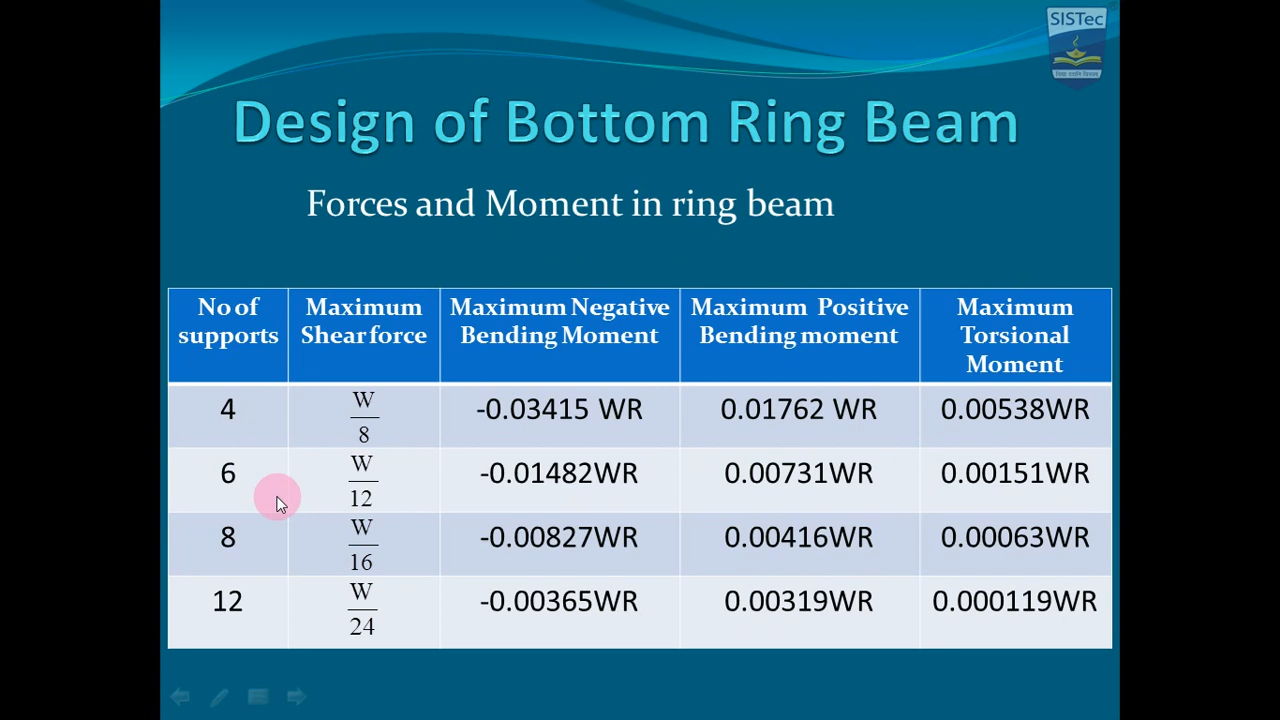 SISTec
Design of Bottom Ring Beam
Forces and Moment in ring beam
No of supports | Maximum Shear force | Maximum Negative Bending Moment | Maximum Positive Bending moment | Maximum Torsional Moment
4 | W/8 | -0.03415 WR | 0.01762 WR | 0.00538WR
6 | W/12 | -0.01482WR | 0.00731WR | 0.00151WR
8 | W/16 | -0.00827WR | 0.00416WR | 0.00063WR
12 | W/24 | -0.00365WR | 0.00319WR | 0.000119WR